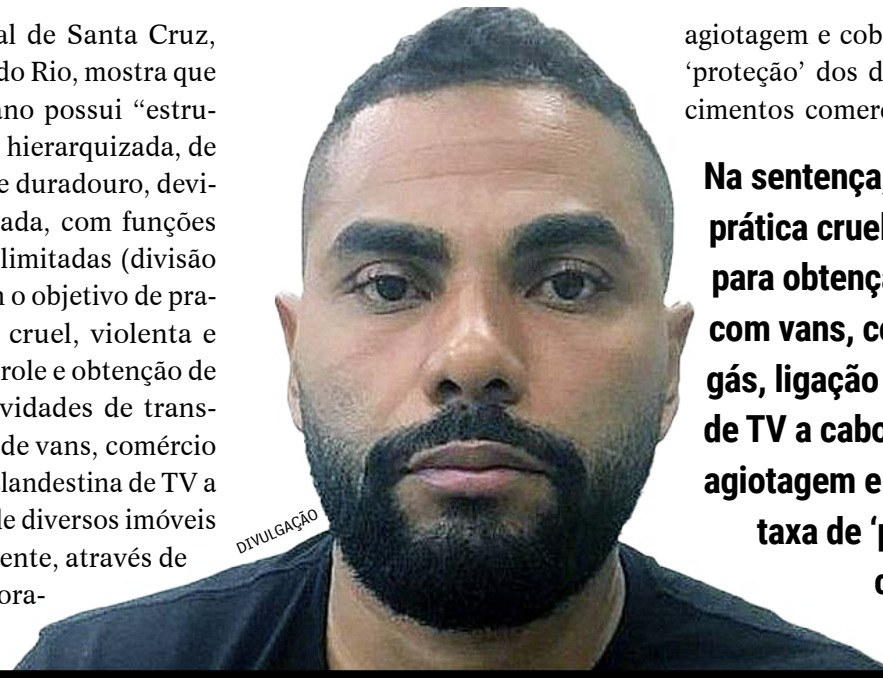 al de Santa Cruz,
do Rio, mostra que
ano possui “estru-
hierarquizada, de
e duradouro, devi-
ada, com funções
limitadas (divisão
o objetivo de pra-
cruel, violenta e
role e obtenção de
vidades de trans-
de vans, comércio
landestina de TV a
de diversos imóveis
ente, através de
ora-
DIVULGAÇÃO
agiotagem e cob
‘proteção’ dos d
cimentos comer
Na sentença,
prática cruel
para obtenç
com vans, c
gás, ligação
de TV a cabo
agiotagem e
taxa de ‘p